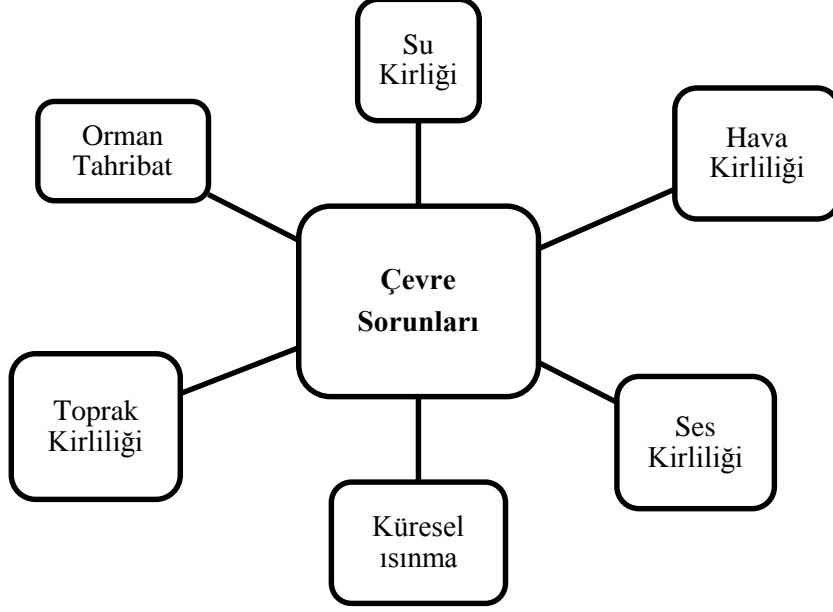 Su
Kirliği
Orman
Tahribat
Hava
Kirliliği
Çevre
Sorunları
Toprak
Kirliliği
Ses
Kirliliği
Küresel
ısınma